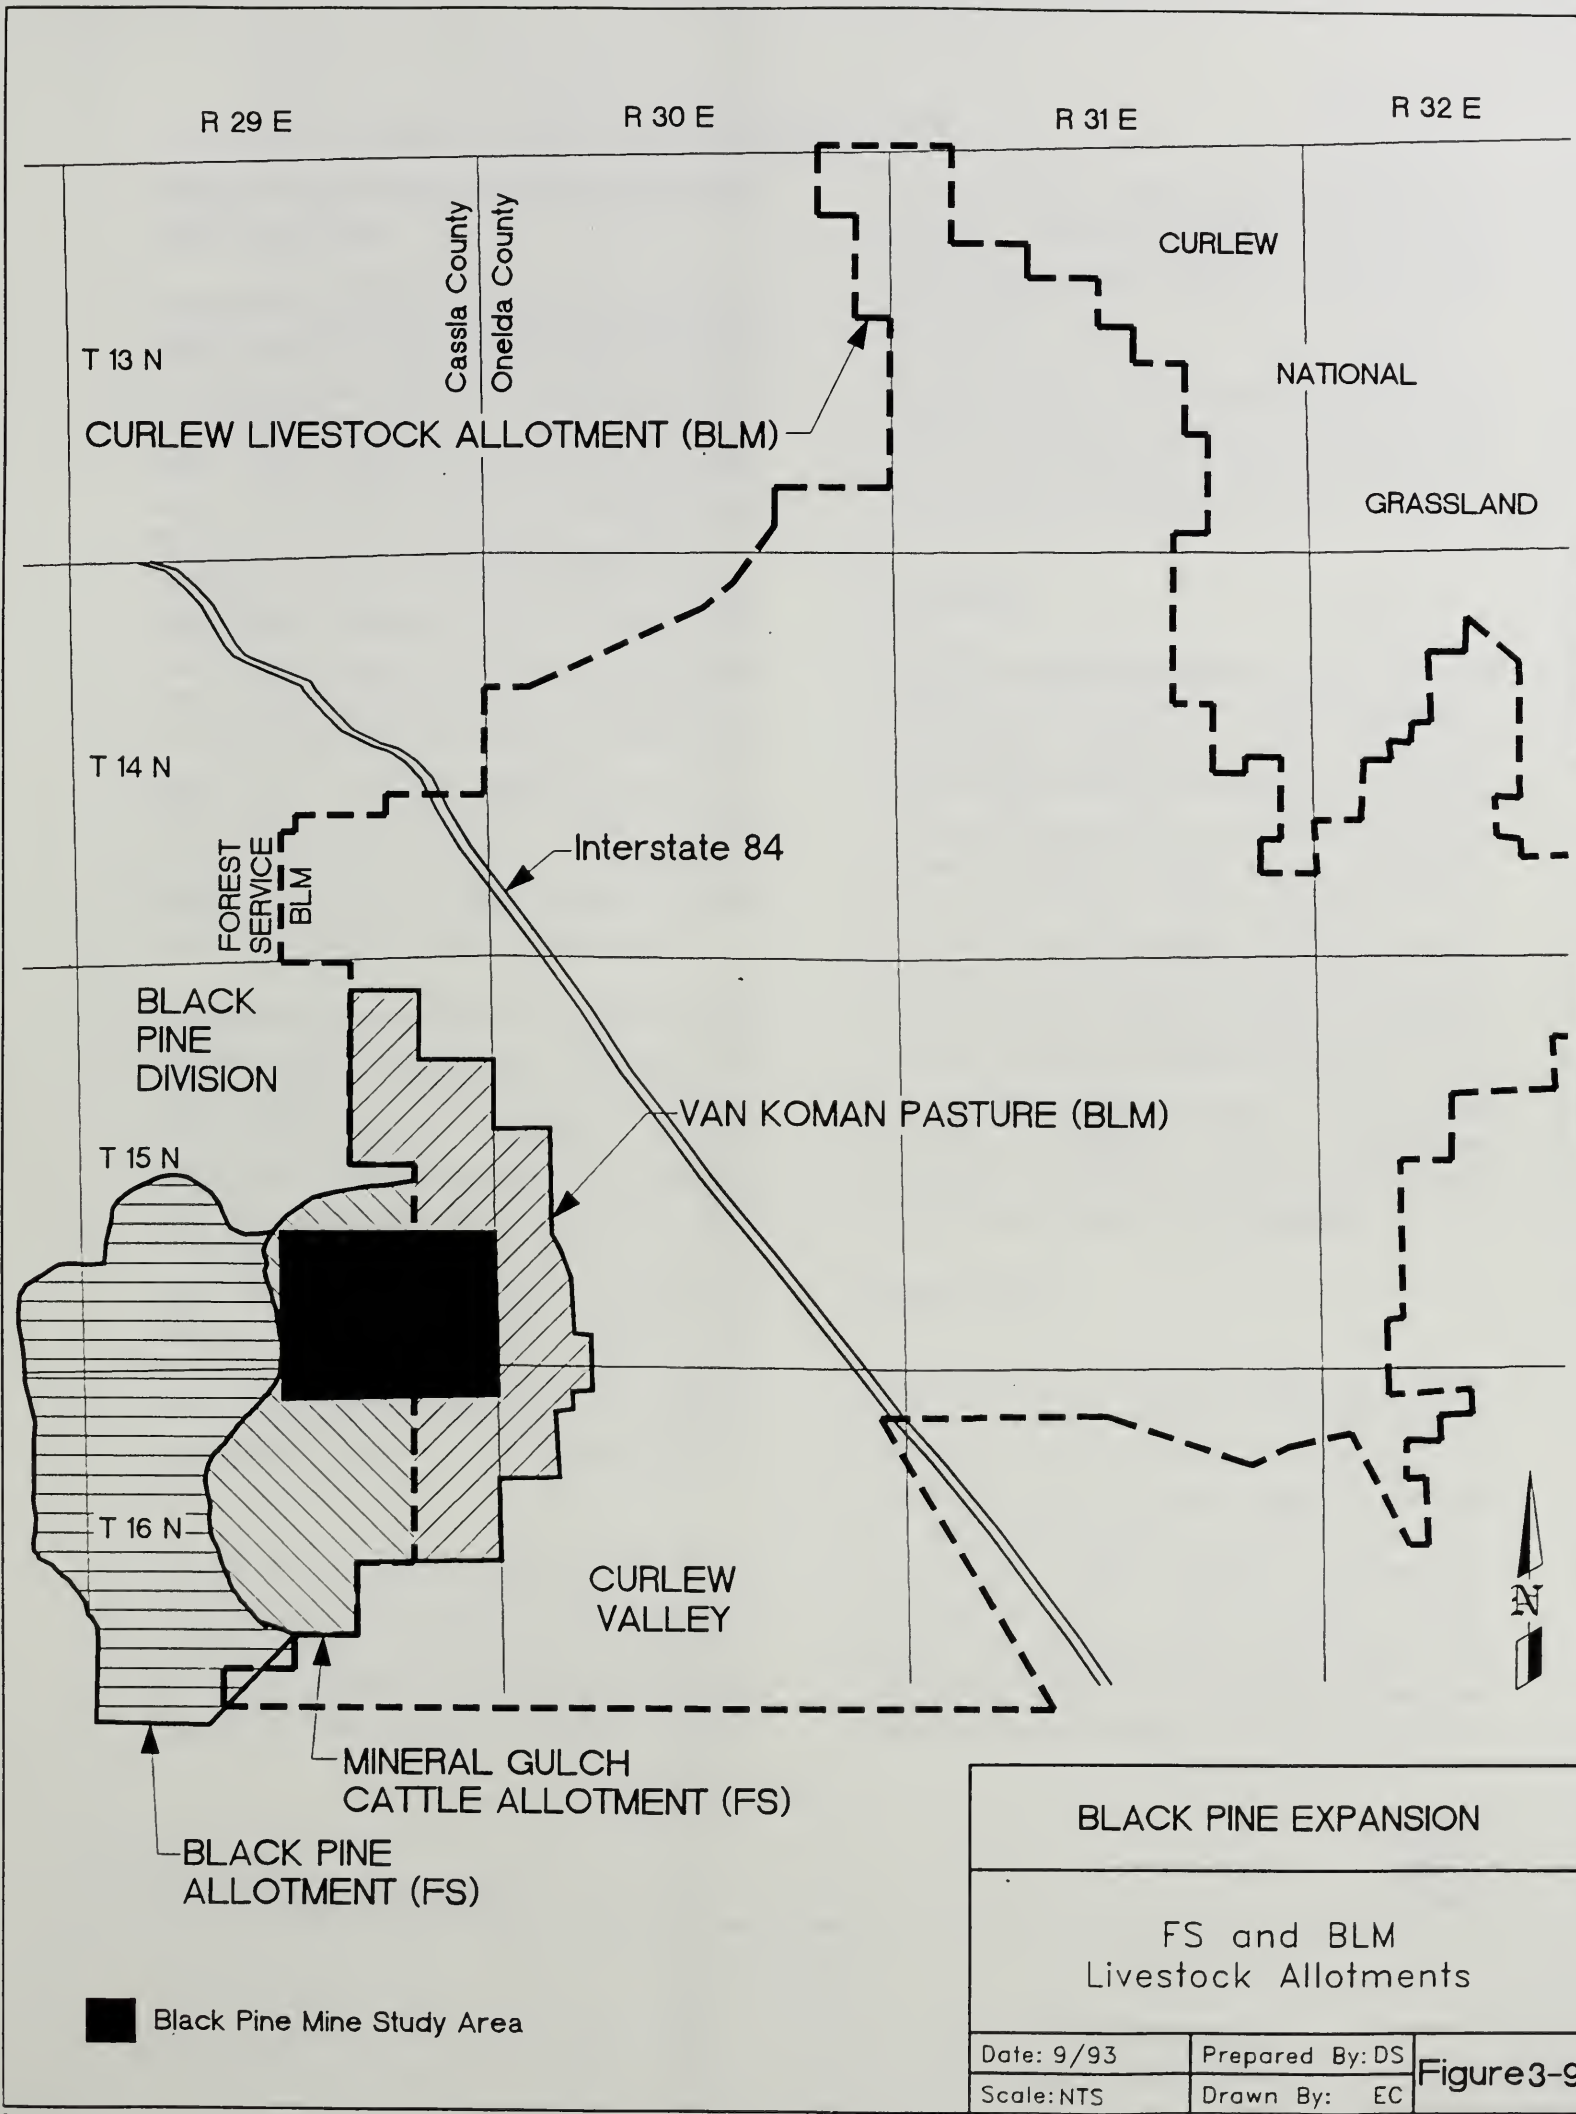 R 29 E
R 30 E
R 31 E
R 32 E
Cassia County
Oneida County
CURLEW
NATIONAL
GRASSLAND
T 13 N
CURLEW LIVESTOCK ALLOTMENT (BLM)
T 14 N
Interstate 84
FOREST
SERVICE
BLM
BLACK
PINE
DIVISION
VAN KOMAN PASTURE (BLM)
T 15 N
T 16 N
CURLEW
VALLEY
N
MINERAL GULCH
CATTLE ALLOTMENT (FS)
BLACK PINE
ALLOTMENT (FS)
Black Pine Mine Study Area
BLACK PINE EXPANSION
FS and BLM
Livestock Allotments
Date: 9/93
Prepared By: DS
Scale: NTS
Drawn By: EC
Figure 3-9